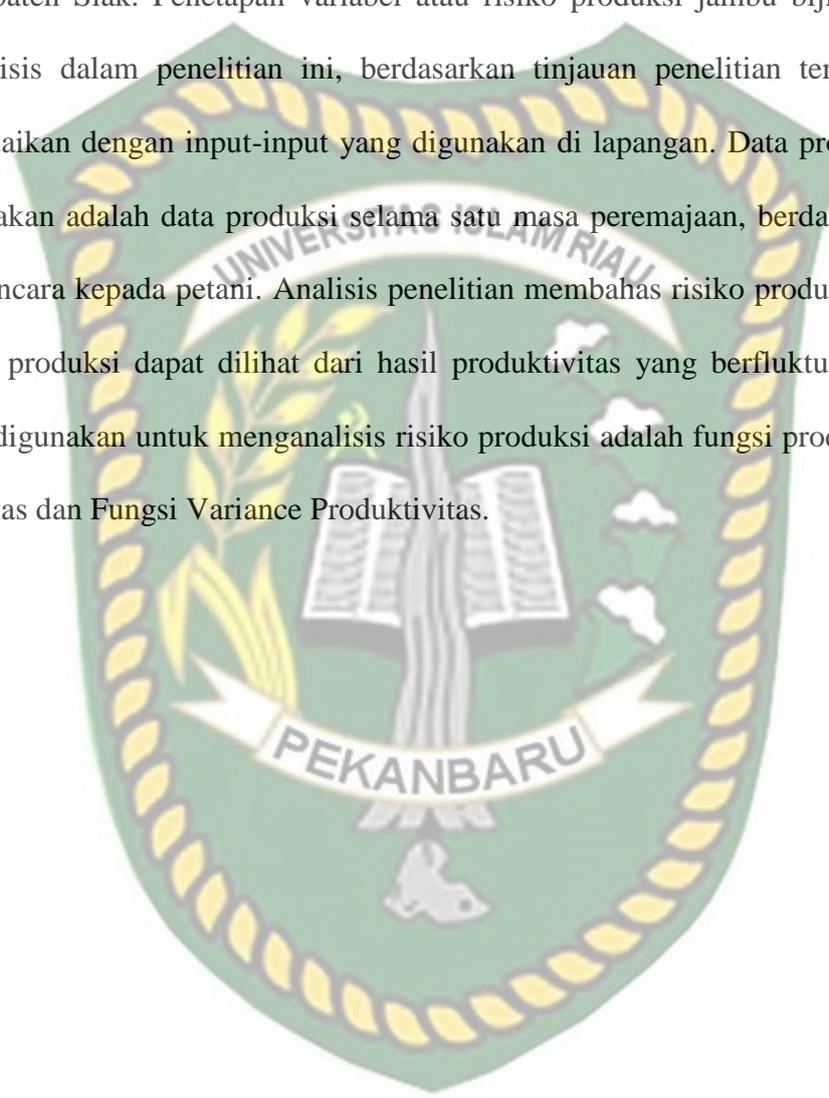 paten Siak. Penetapan variabel atau risiko produksi jambu biji
isis dalam penelitian ini, berdasarkan tinjauan penelitian ter
aikan dengan input-input yang digunakan di lapangan. Data pro
akan adalah data produksi selama satu masa peremajaan, berda
ncara kepada petani. Analisis penelitian membahas risiko produ
produksi dapat dilihat dari hasil produktivitas yang berfluktu
digunakan untuk menganalisis risiko produksi adalah fungsi pro
as dan Fungsi Variance Produktivitas.
UNIVERSITAS ISLAM RIAU
PEKANBARU